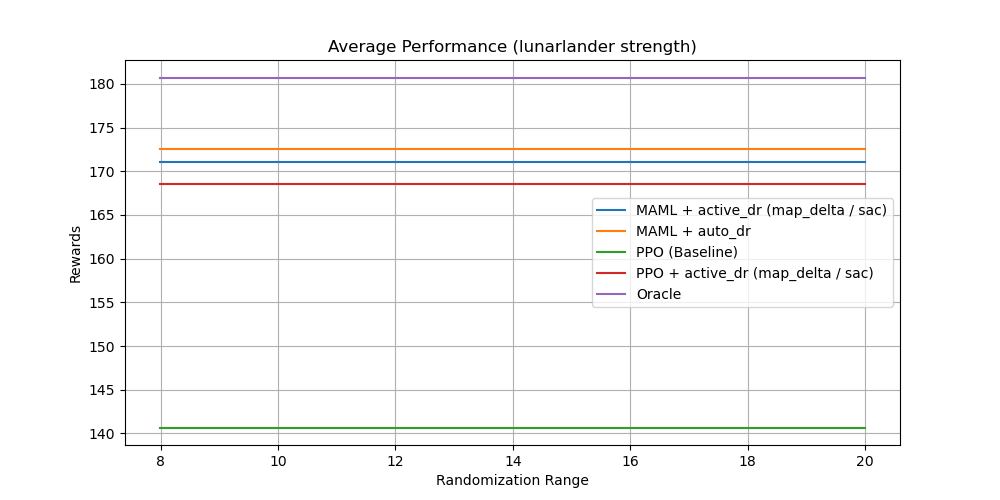 Average Performance (lunarlander strength)
180
175
170
165
160
155
150
145
140
Rewards
MAML + active_dr (map_delta / sac)
MAML + auto_dr
PPO (Baseline)
PPO + active_dr (map_delta / sac)
Oracle
8 10 12 14 16 18 20
Randomization Range